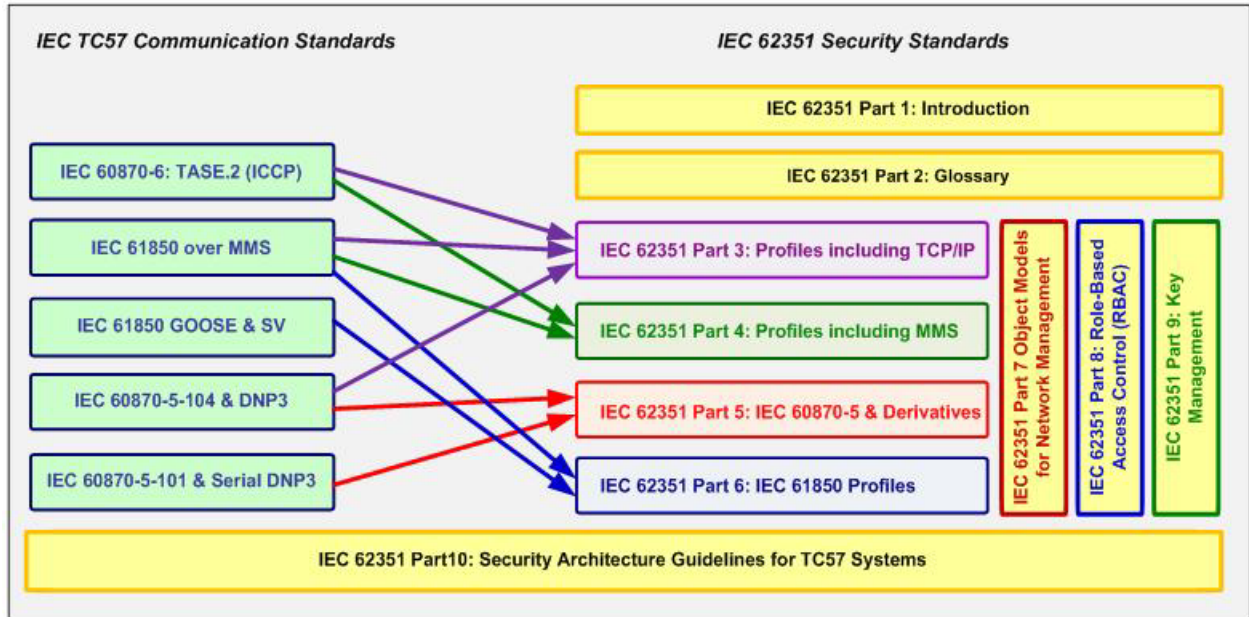 IEC TC57 Communication Standards
IEC 62351 Security Standards
IEC 62351 Part 1: Introduction
IEC 62351 Part 2: Glossary
IEC 60870-6: TASE.2 (ICCP)
IEC 61850 over MMS
IEC 61850 GOOSE & SV
IEC 60870-5-104 & DNP3
IEC 60870-5-101 & Serial DNP3
IEC 62351 Part 3: Profiles including TCP/IP
IEC 62351 Part 4: Profiles including MMS
IEC 62351 Part 5: IEC 60870-5 & Derivatives
IEC 62351 Part 6: IEC 61850 Profiles
IEC 62351 Part 7 Object Models
for Network Management
IEC 62351 Part 8: Role-Based
Access Control (RBAC)
IEC 62351 Part 9: Key
Management
IEC 62351 Part10: Security Architecture Guidelines for TC57 Systems